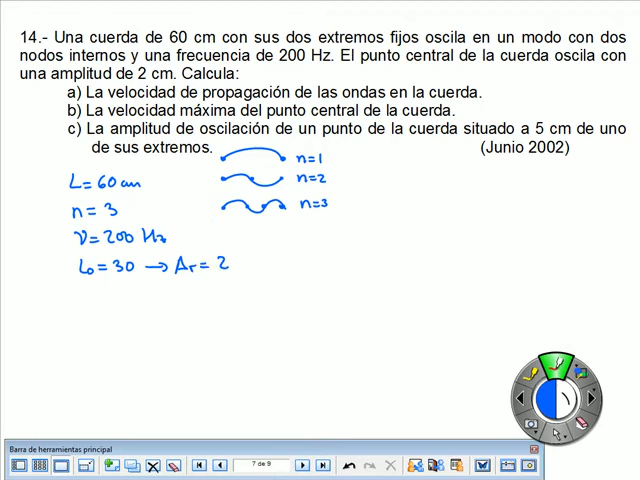 14.- Una cuerda de 60 cm con sus dos extremos fijos oscila en un modo con dos
nodos internos y una frecuencia de 200 Hz. El punto central de la cuerda oscila con
una amplitud de 2 cm. Calcula:
a) La velocidad de propagación de las ondas en la cuerda.
b) La velocidad máxima del punto central de la cuerda.
c) La amplitud de oscilación de un punto de la cuerda situado a 5 cm de uno
de sus extremos. (Junio 2002)
n=1
L=60cm n=2
n=3 n=3
ν=200 Hz
L₀=30 → Ar=2
Barra de herramientas principal
7 de 9